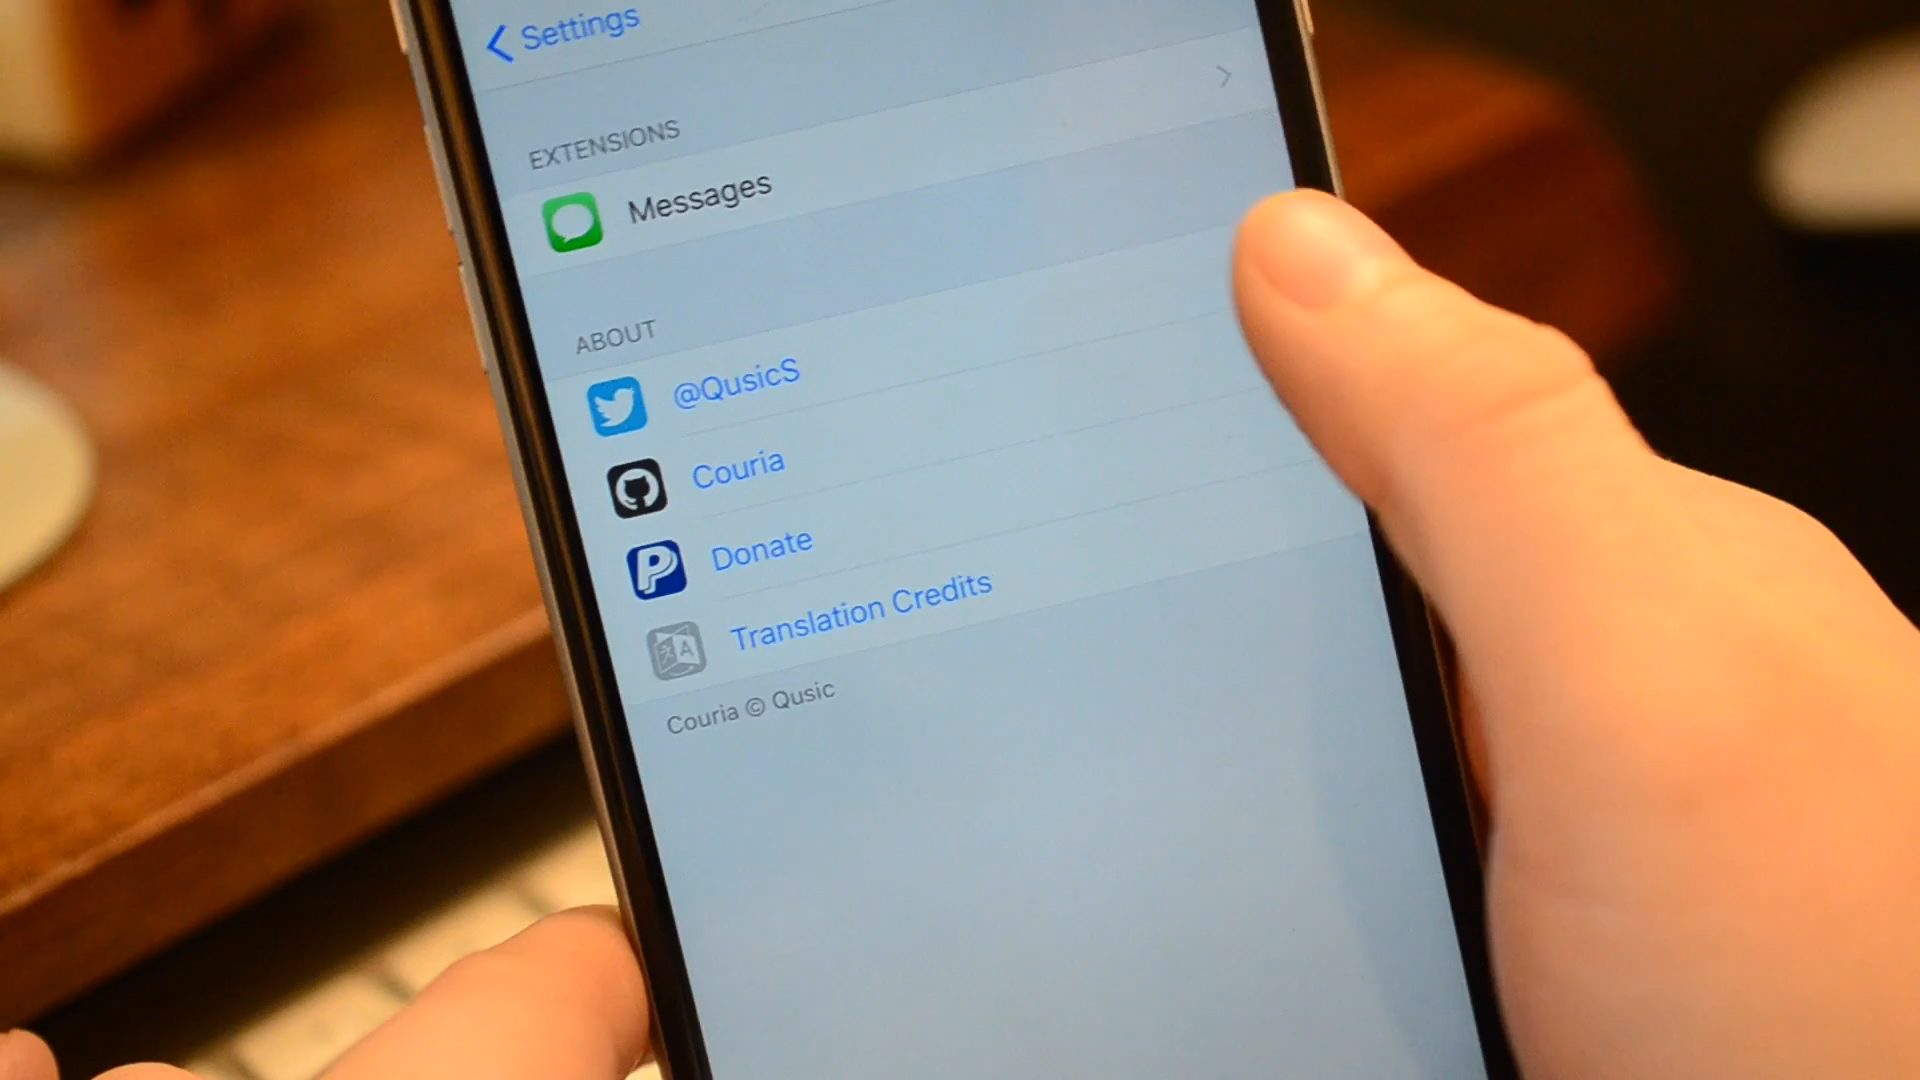 Settings
EXTENSIONS
Messages
ABOUT
@QusicS
Couria
Donate
Translation Credits
Couria © Qusic